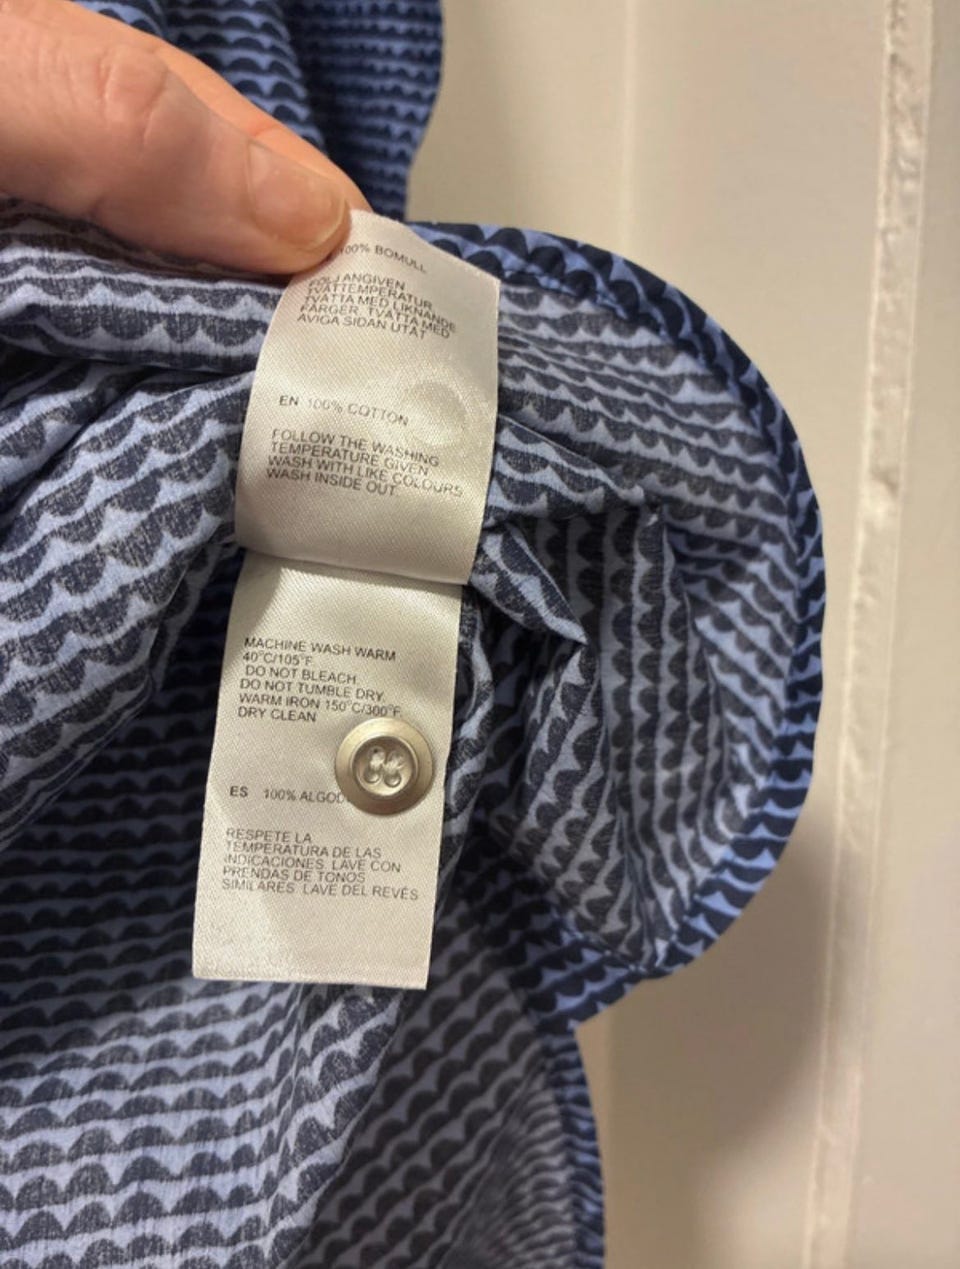 100% BOMULL
FÖLJ ANGIVEN
TVÄTTEMPERATUR
TVÄTTA MED LIKNANDE
FÄRGER. TVÄTTA MED
AVIGA SIDAN UTÅT
EN 100% COTTON
FOLLOW THE WASHING
TEMPERATURE GIVEN
WASH WITH LIKE COLOURS
WASH INSIDE OUT
MACHINE WASH WARM
40°C/105°F
DO NOT BLEACH
DO NOT TUMBLE DRY
WARM IRON 150°C/300°F
DRY CLEAN
ES 100% ALGOD
RESPETE LA
TEMPERATURA DE LAS
INDICACIONES. LAVE CON
PRENDAS DE TONOS
SIMILARES. LAVE DEL REVÉS